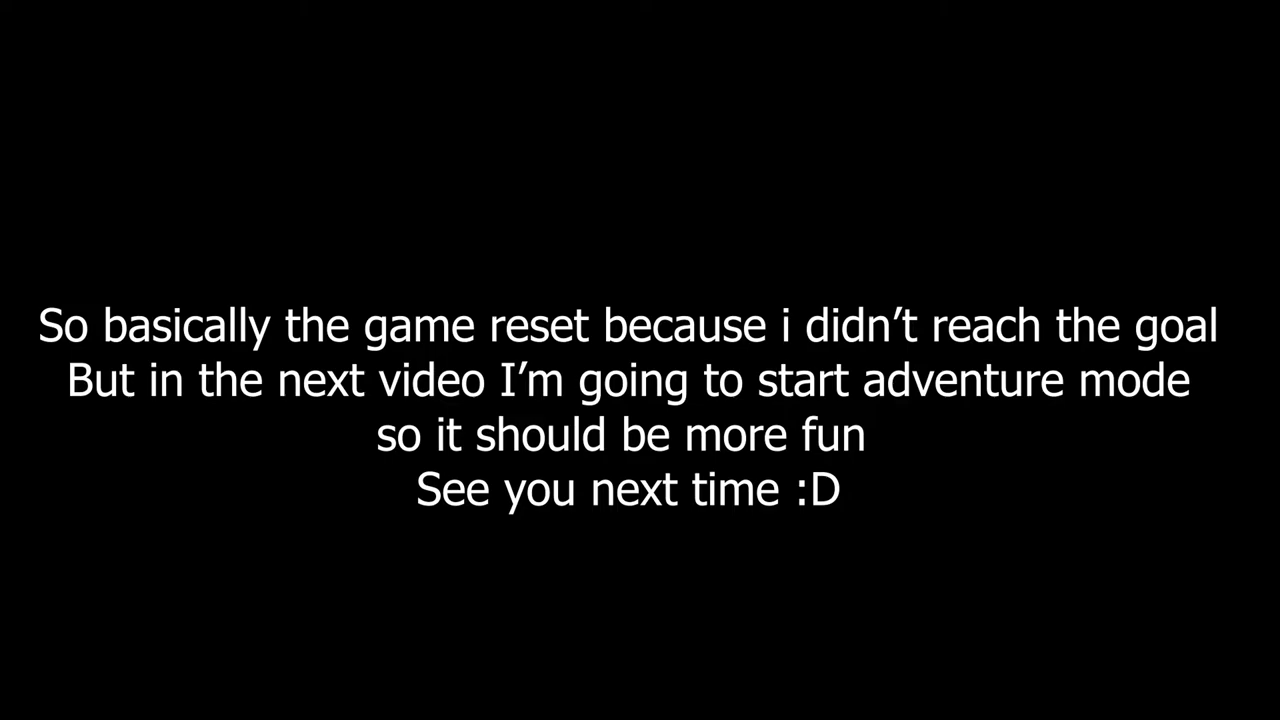 So basically the game reset because i didn’t reach the goal
But in the next video I’m going to start adventure mode
so it should be more fun
See you next time :D